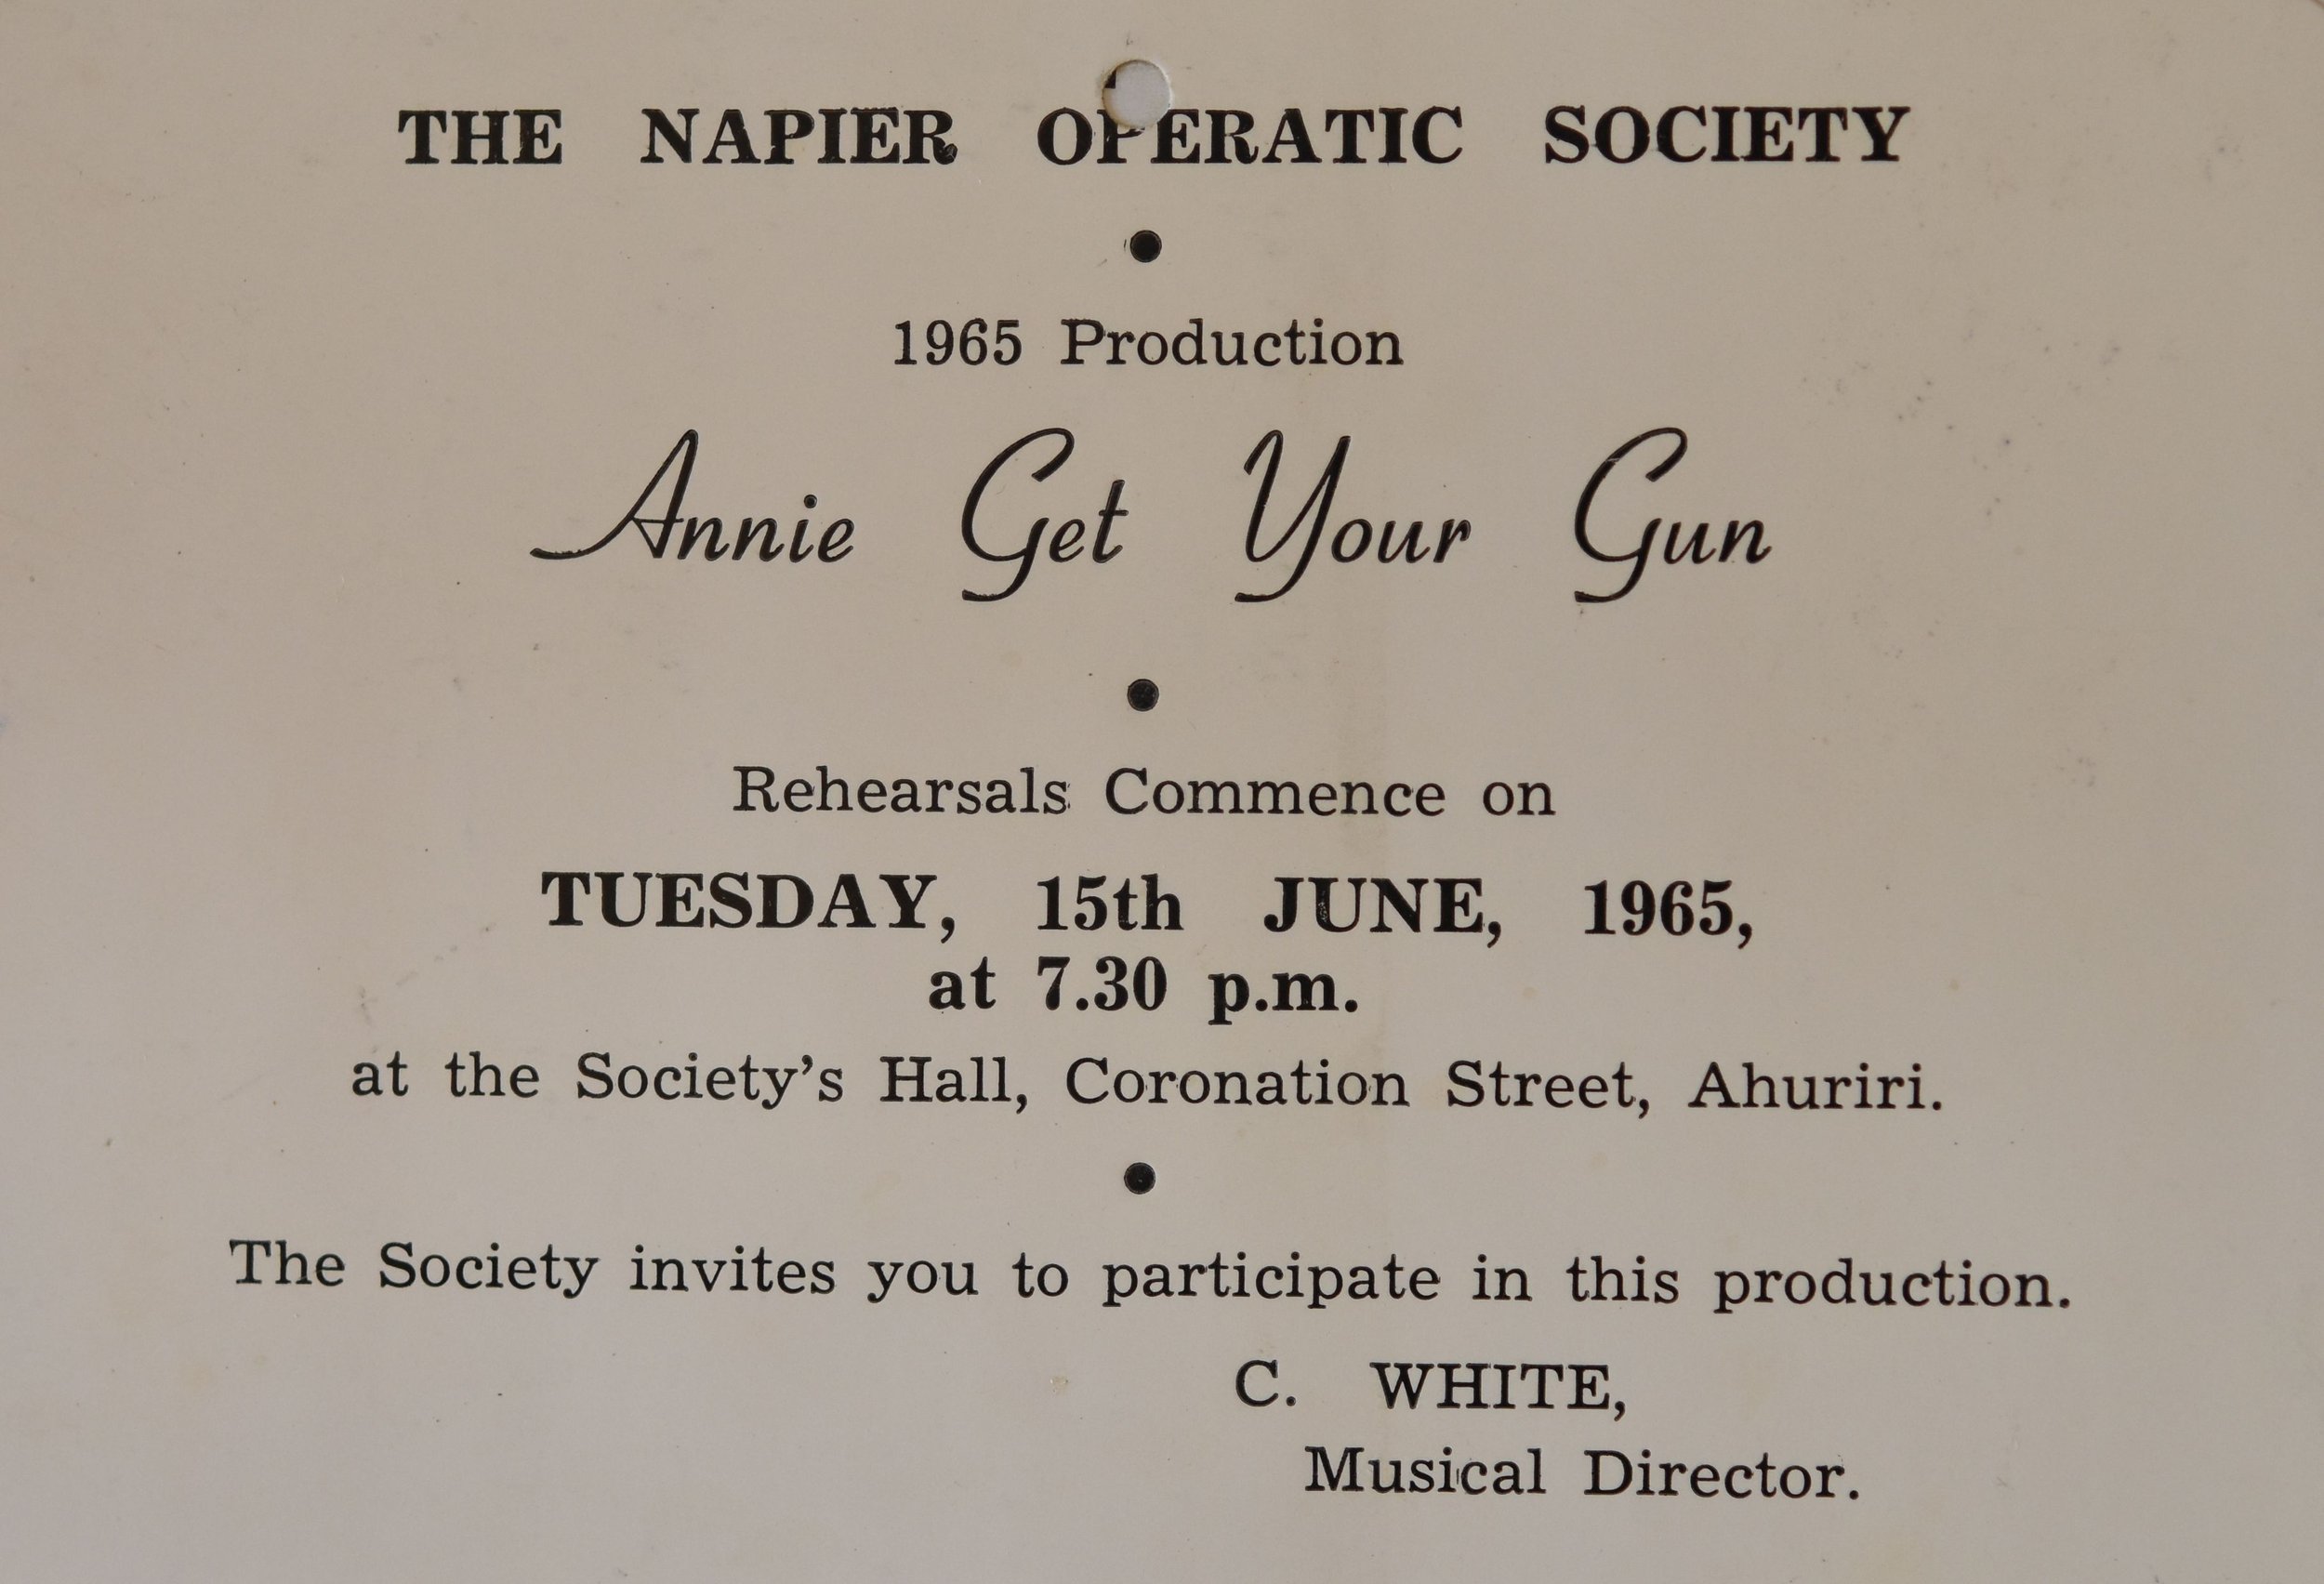 THE NAPIER OPERATIC SOCIETY
1965 Production
Annie Get Your Gun
Rehearsals Commence on
TUESDAY, 15th JUNE, 1965,
at 7.30 p.m.
at the Society's Hall, Coronation Street, Ahuriri.
The Society invites you to participate in this production.
C. WHITE,
Musical Director.